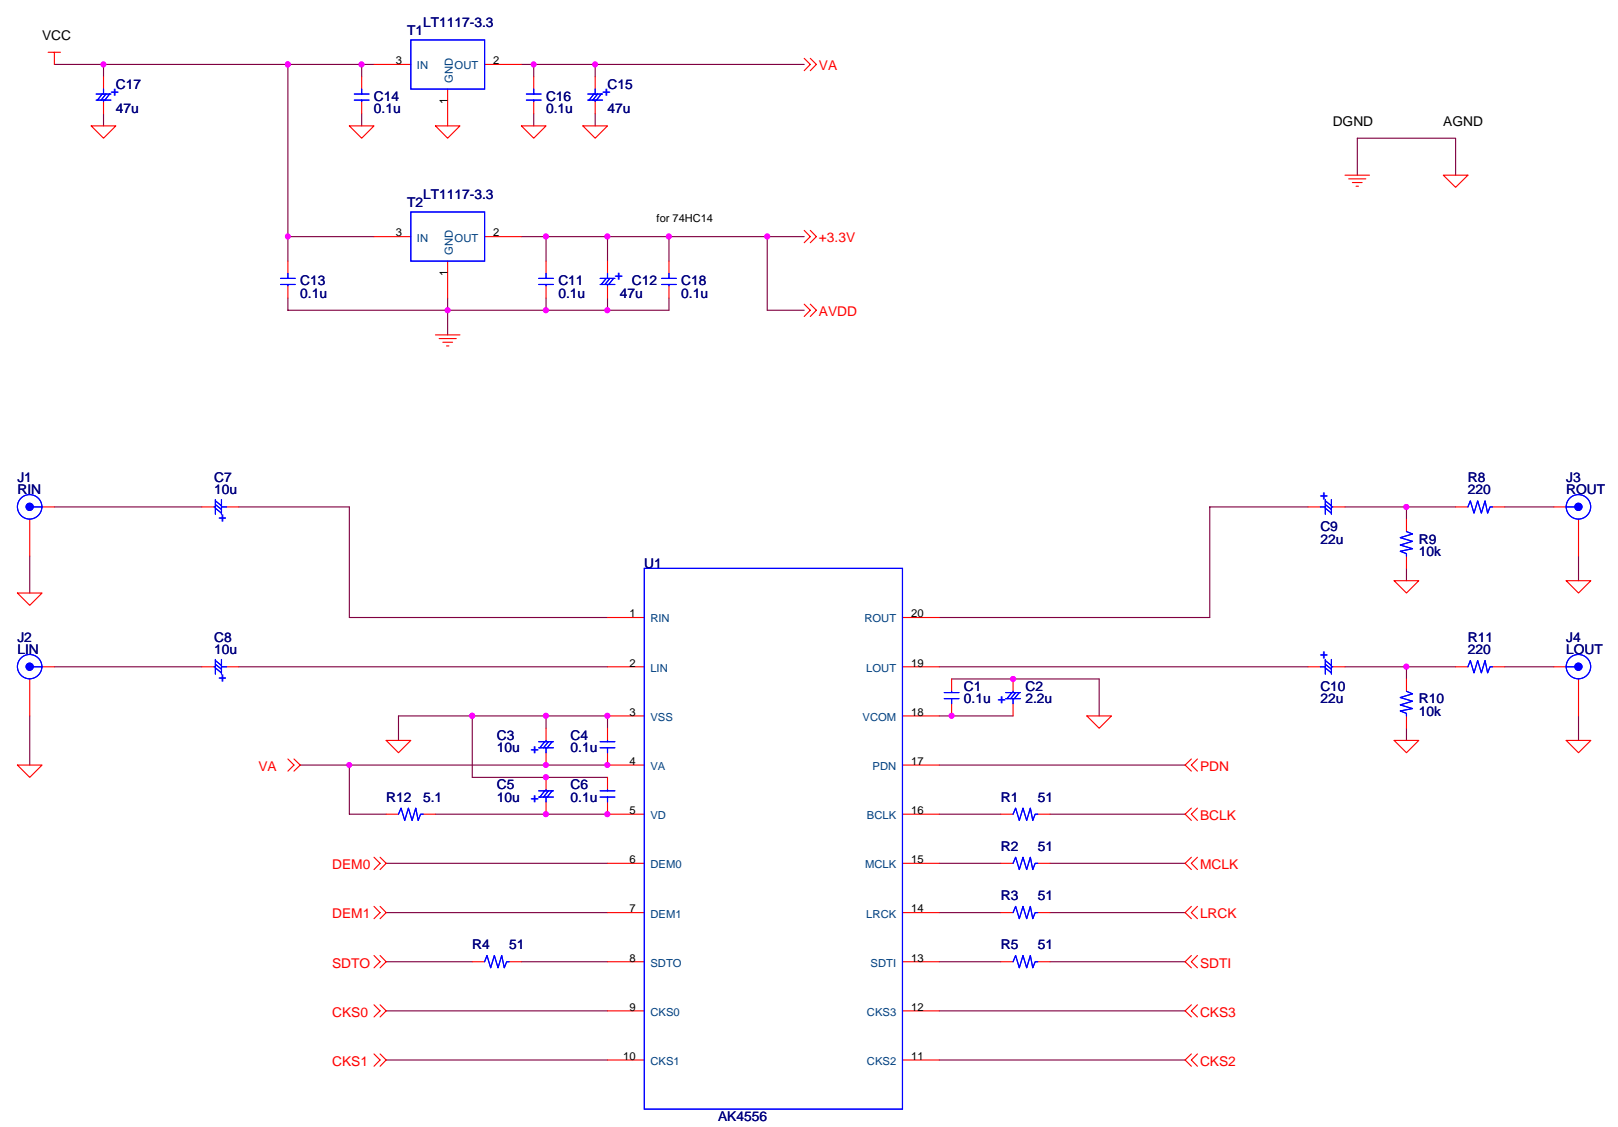 VCC
T1 LT1117-3.3
3 IN GND OUT 2
1
VA
C17
47u
C14
0.1u
C16
0.1u
C15
47u
DGND AGND
T2 LT1117-3.3
3 IN GND OUT 2
1
for 74HC14
+3.3V
C13
0.1u
C11
0.1u
C12
47u
C18
0.1u
AVDD
J1
RIN
C7
10u
C9
22u
R8
220
R9
10k
J3
ROUT
J2
LIN
C8
10u
C10
22u
R11
220
R10
10k
J4
LOUT
U1
1 RIN ROUT 20
2 LIN LOUT 19
C1
0.1u
C2
2.2u
3 VSS VCOM 18
C3
10u
C4
0.1u
VA 4 VA PDN 17 PDN
C5
10u
C6
0.1u
R12 5.1
5 VD BCLK 16 R1 51 BCLK
DEM0 6 DEM0 MCLK 15 R2 51 MCLK
DEM1 7 DEM1 LRCK 14 R3 51 LRCK
SDTO R4 51 8 SDTO SDTI 13 R5 51 SDTI
CKS0 9 CKS0 CKS3 12 CKS3
CKS1 10 CKS1 CKS2 11 CKS2
AK4556